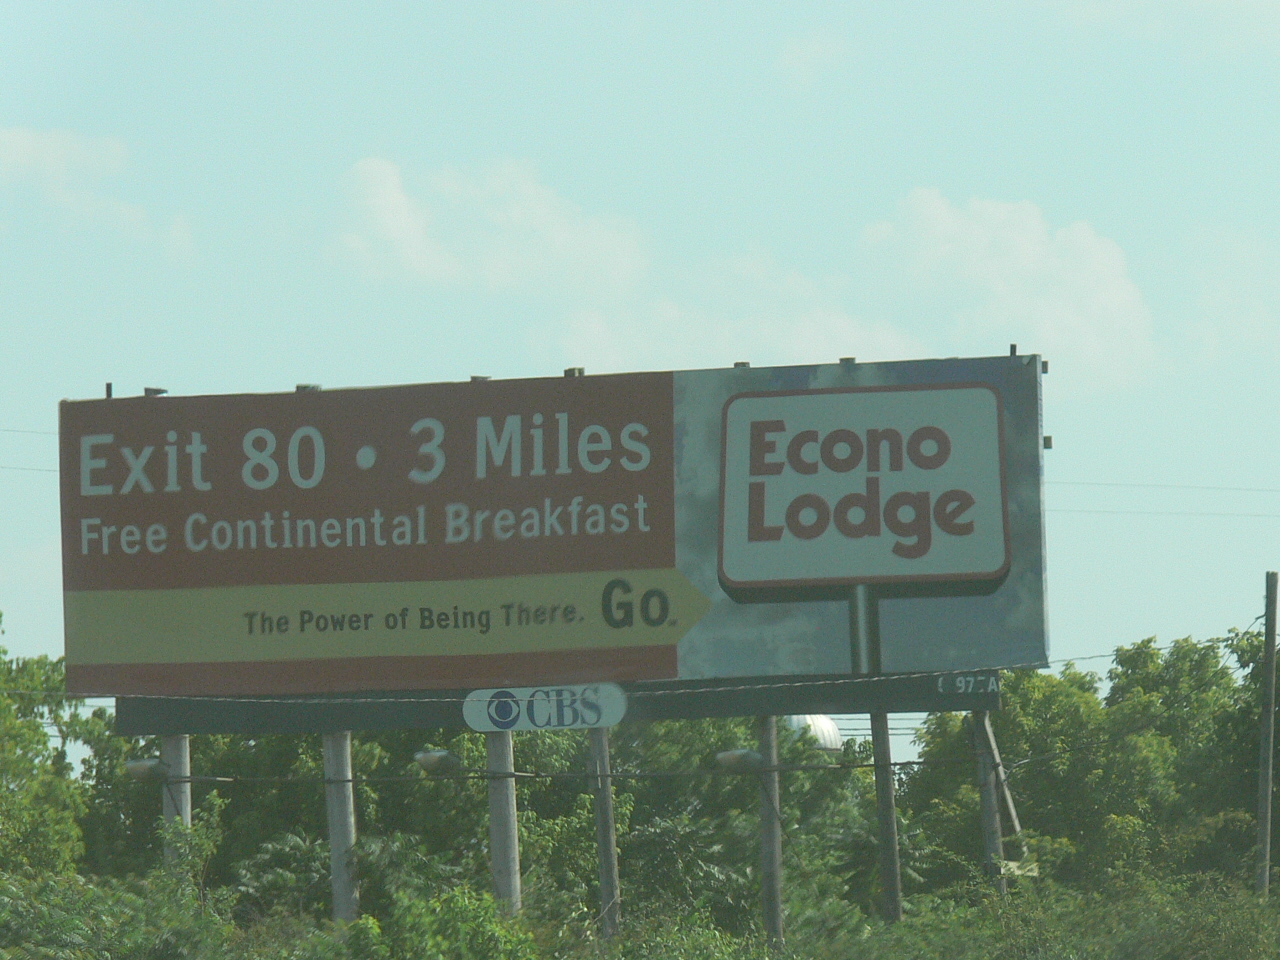 Exit 80 • 3 Miles
Free Continental Breakfast
The Power of Being There. Go.
Econo
Lodge
CBS